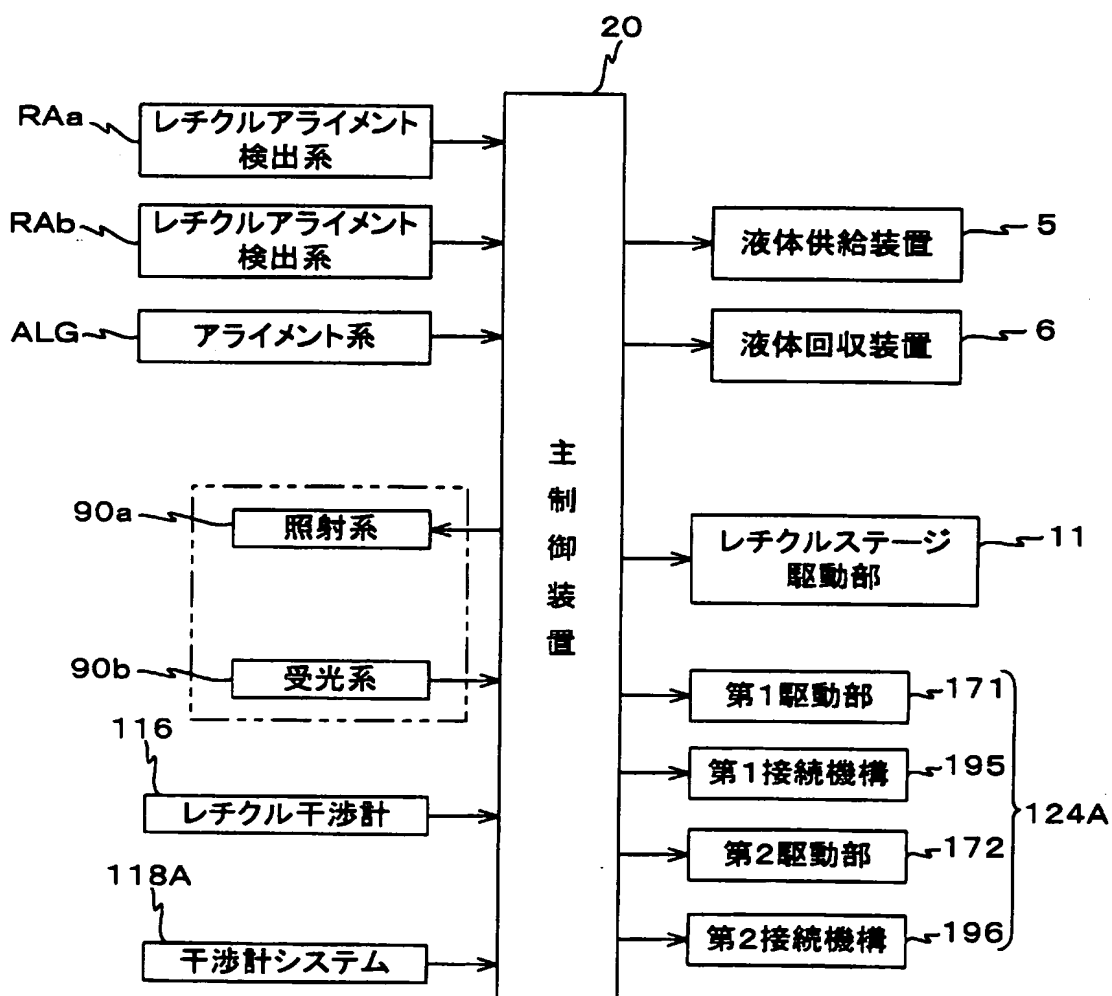 20
RAa
レチクルアライメント
検出系
RAb
レチクルアライメント
検出系
ALG
アライメント系
90a
照射系
90b
受光系
116
レチクル干渉計
118A
干渉計システム
主制御装置
液体供給装置
5
液体回収装置
6
レチクルステージ
駆動部
11
第1駆動部
171
第1接続機構
195
第2駆動部
172
第2接続機構
196
124A